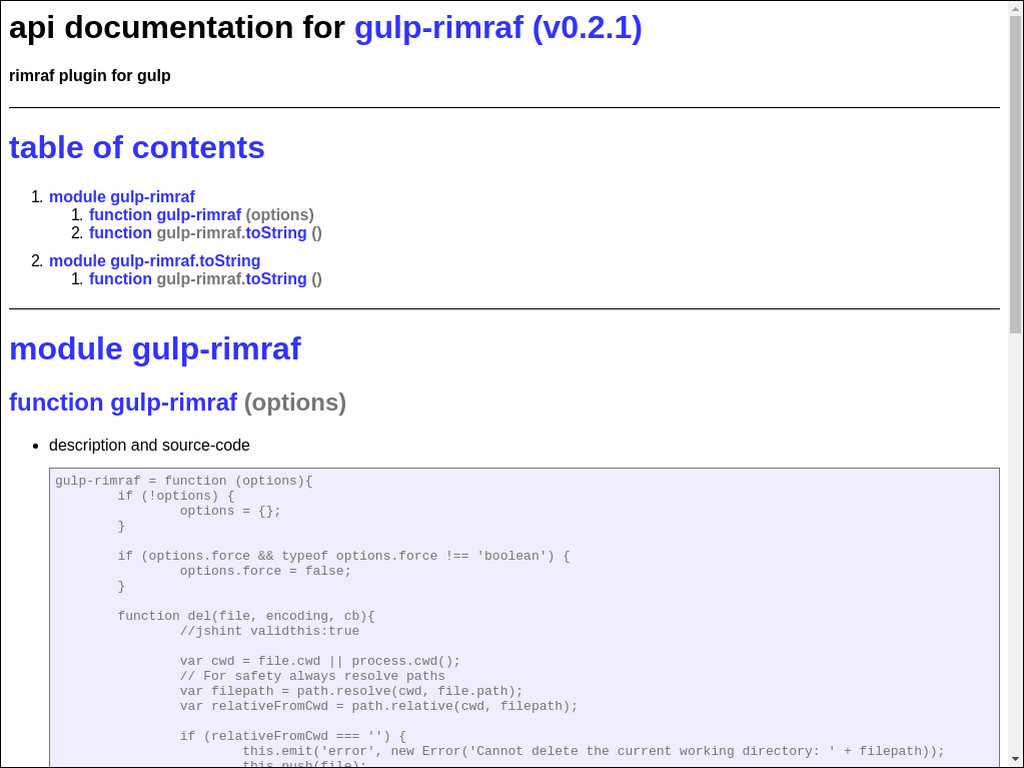 api documentation for gulp-rimraf (v0.2.1)
rimraf plugin for gulp
table of contents
1. module gulp-rimraf
1. function gulp-rimraf (options)
2. function gulp-rimraf.toString ()
2. module gulp-rimraf.toString
1. function gulp-rimraf.toString ()
module gulp-rimraf
function gulp-rimraf (options)
• description and source-code
gulp-rimraf = function (options){
        if (!options) {
                options = {};
        }
        if (options.force && typeof options.force !== 'boolean') {
                options.force = false;
        }
        function del(file, encoding, cb){
                //jshint validthis:true
                var cwd = file.cwd || process.cwd();
                // For safety always resolve paths
                var filepath = path.resolve(cwd, file.path);
                var relativeFromCwd = path.relative(cwd, filepath);
                if (relativeFromCwd === '') {
                        this.emit('error', new Error('Cannot delete the current working directory: ' + filepath));
                        this.push(file);